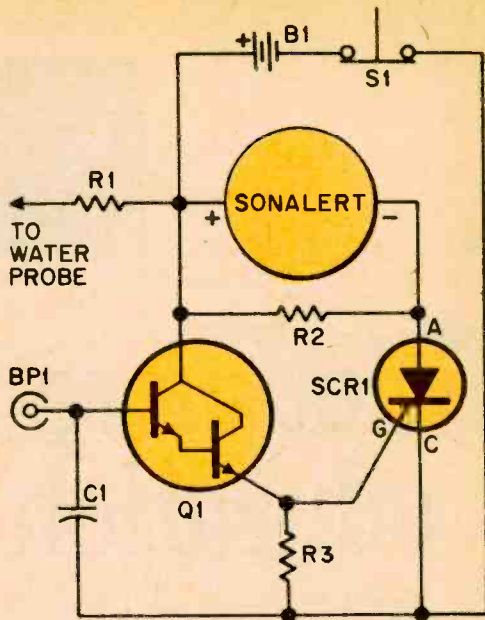 + B1
S1
R1
+ SONALERT -
TO
WATER
PROBE
R2
A
BP1
SCR1
G
C
C1
Q1
R3